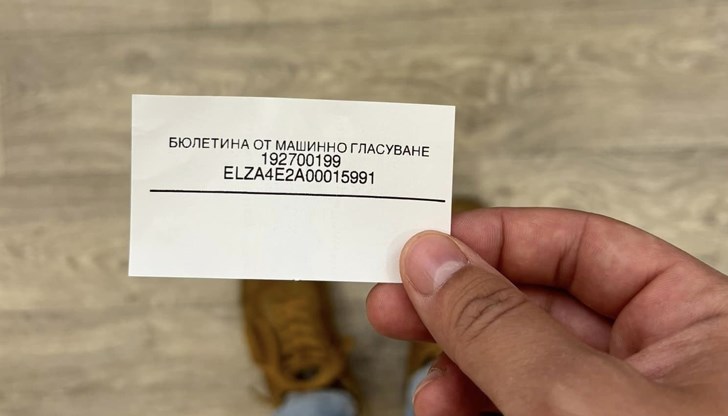 БЮЛЕТИНА ОТ МАШИННО ГЛАСУВАНЕ
192700199
ELZA4E2A00015991